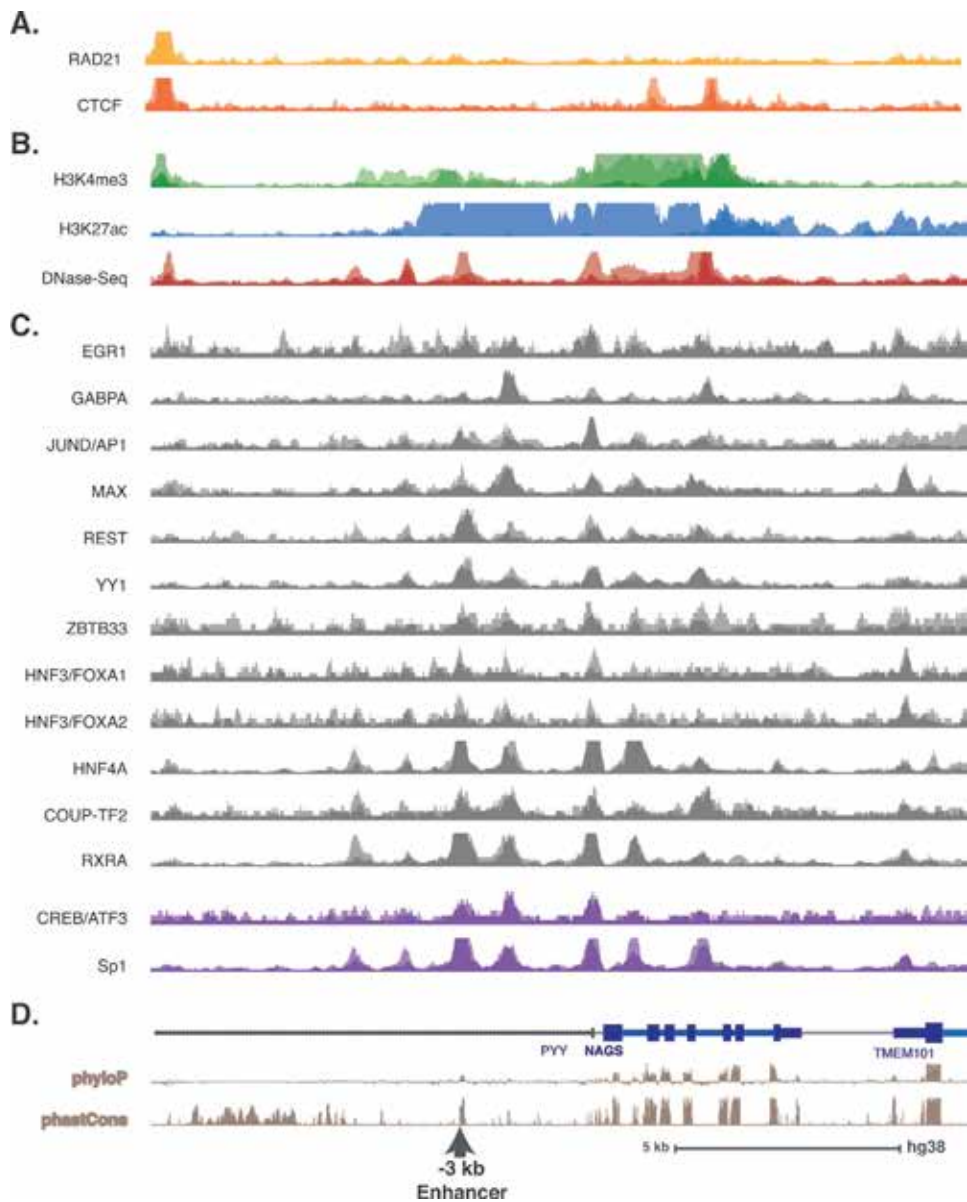 A.
RAD21
CTCF
B.
H3K4me3
H3K27ac
DNase-Seq
C.
EGR1
GABPA
JUND/AP1
MAX
REST
YY1
ZBTB33
HNF3/FOXA1
HNF3/FOXA2
HNF4A
COUP-TF2
RXRA
CREB/ATF3
Sp1
D.
PYY NAGS TMEM101
phyloP
phastCons
5 kb hg38
-3 kb
Enhancer